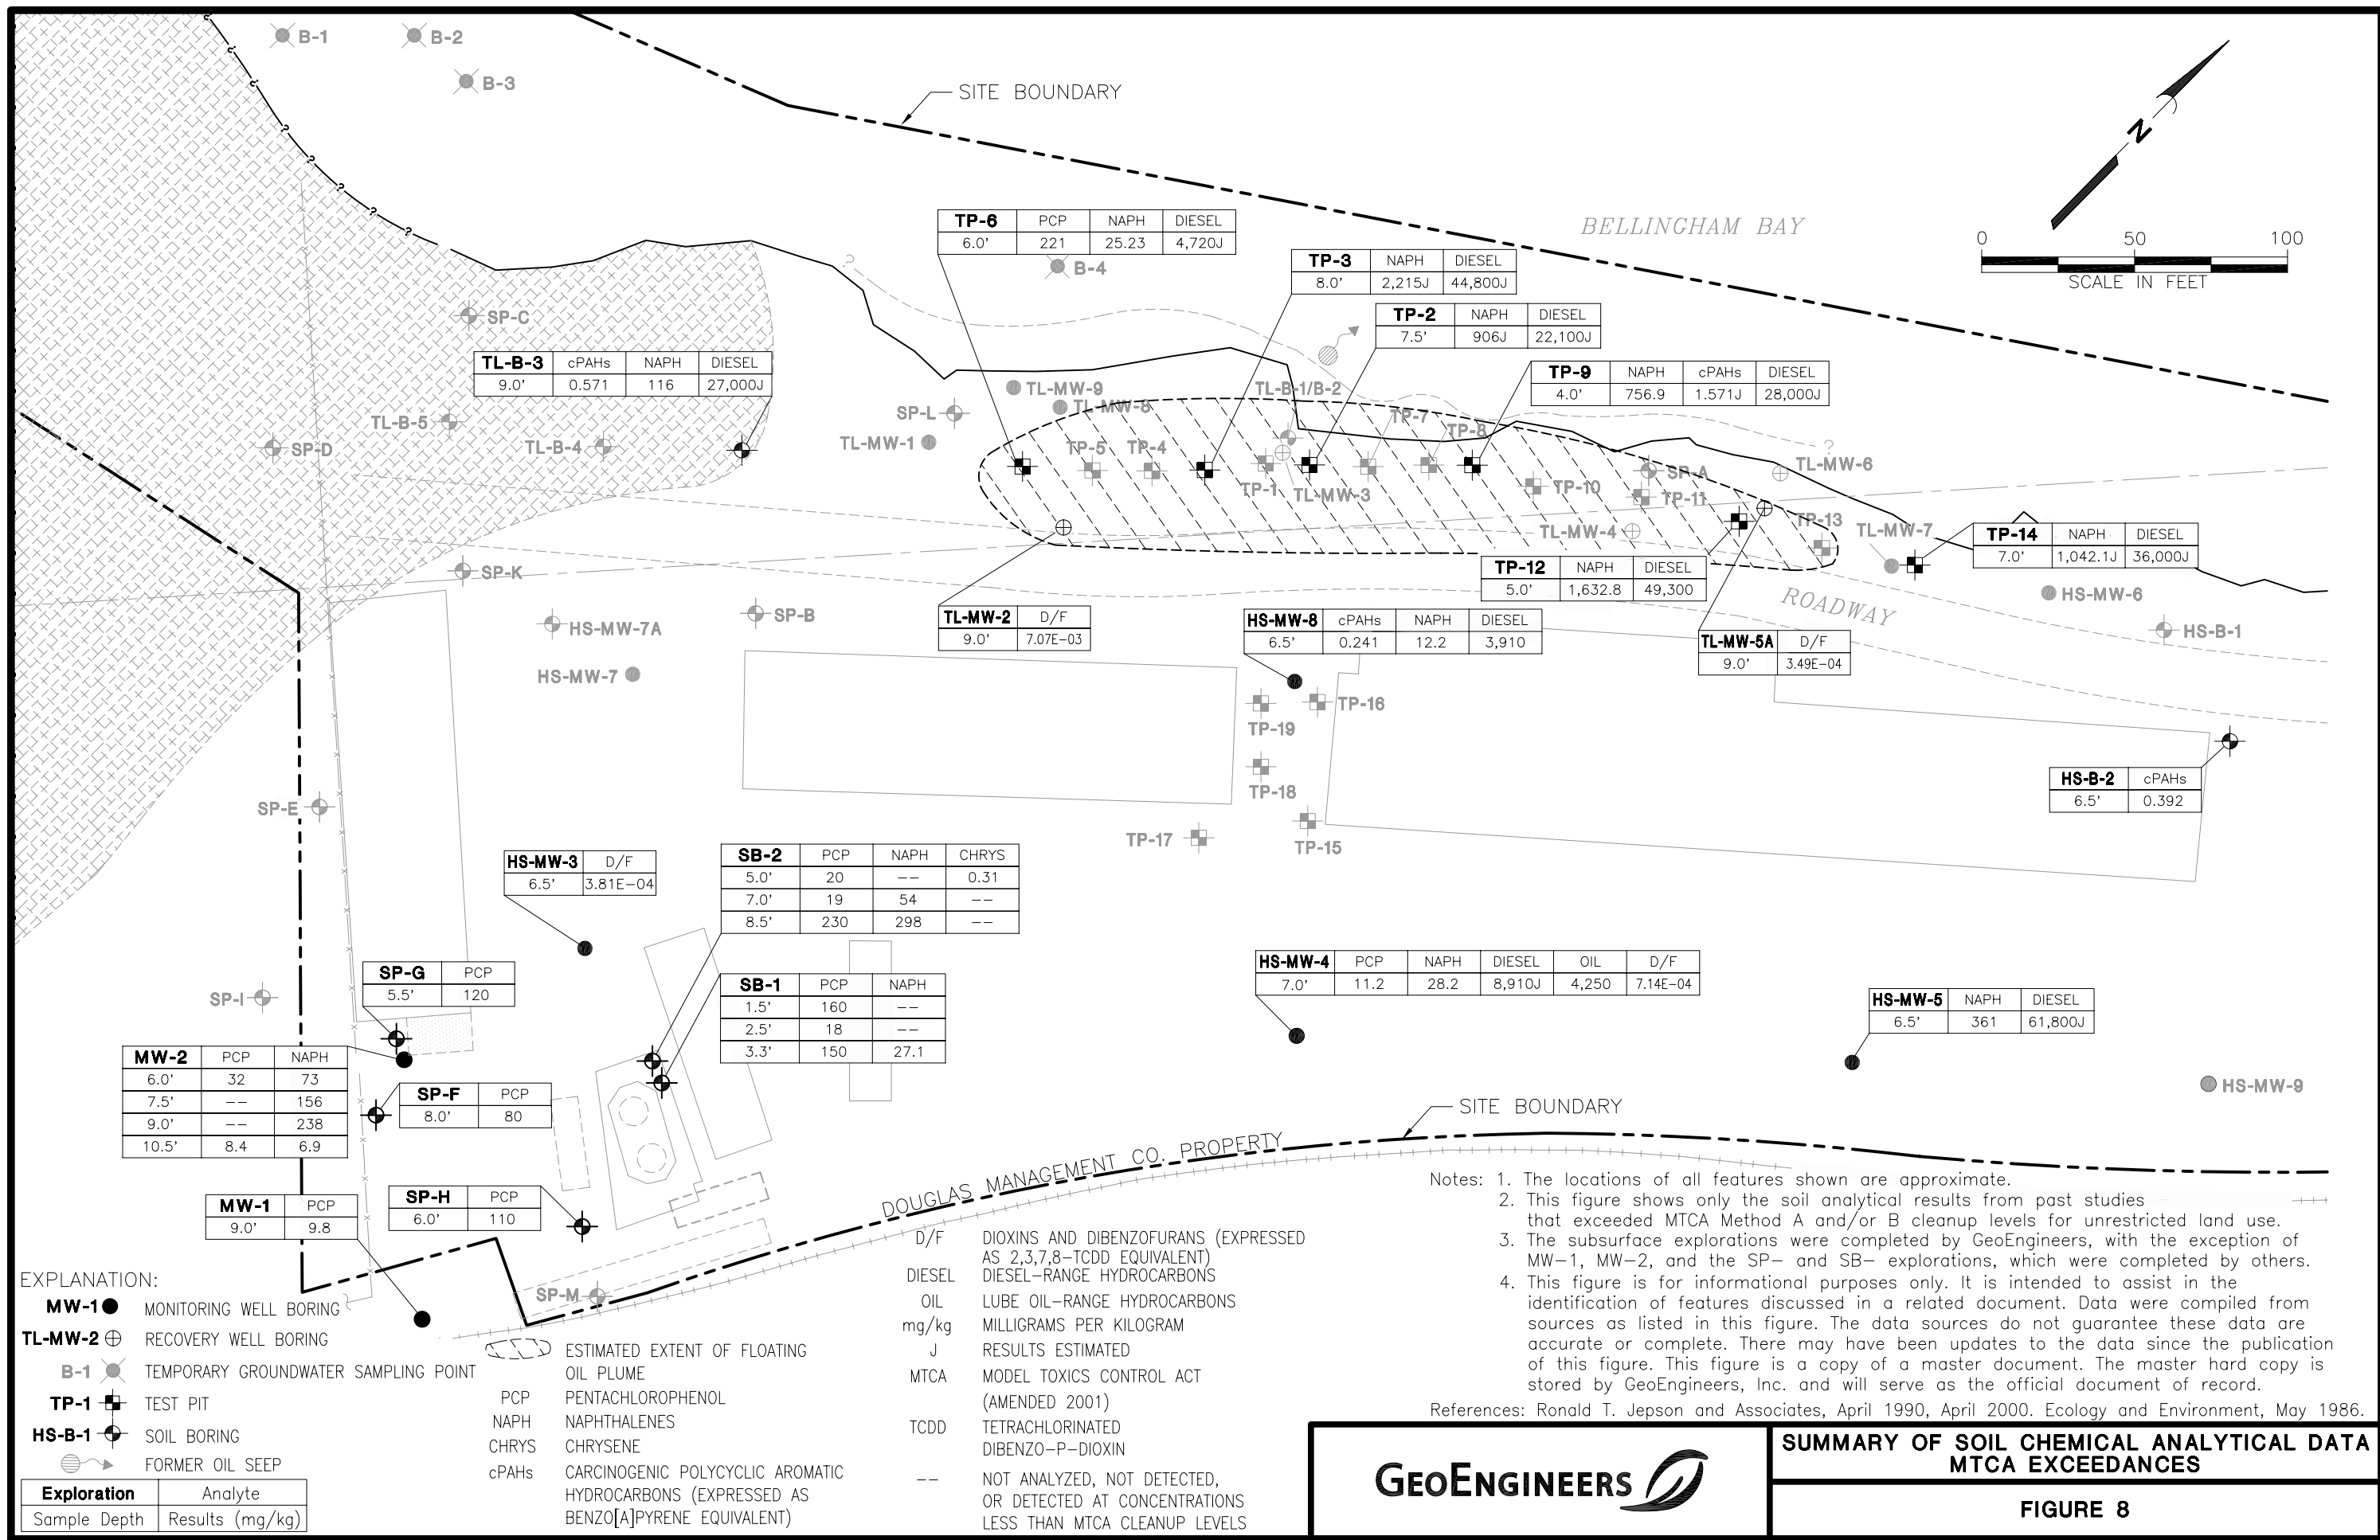 B-1
B-2
B-3
SITE BOUNDARY
N
BELLINGHAM BAY
0 50 100
SCALE IN FEET
TP-6 PCP NAPH DIESEL
6.0' 221 25.23 4,720J
B-4
TP-3 NAPH DIESEL
8.0' 2,215J 44,800J
TP-2 NAPH DIESEL
7.5' 906J 22,100J
TP-9 NAPH cPAHs DIESEL
4.0' 756.9 1.571J 28,000J
SP-C
TL-B-3 cPAHs NAPH DIESEL
9.0' 0.571 116 27,000J
TL-B-5
SP-D
TL-B-4
SP-L
TL-MW-1
TL-MW-9
TL-MW-8
TL-B-1/B-2
TP-5
TP-4
TP-1
TL-MW-3
TP-7
TP-8
TP-10
SP-A
TP-11
TL-MW-6
TL-MW-4
TP-13
TL-MW-7
TP-14 NAPH DIESEL
7.0' 1,042.1J 36,000J
TP-12 NAPH DIESEL
5.0' 1,632.8 49,300
ROADWAY
HS-MW-6
HS-B-1
SP-K
HS-MW-7A
SP-B
HS-MW-7
TL-MW-2 D/F
9.0' 7.07E-03
HS-MW-8 cPAHs NAPH DIESEL
6.5' 0.241 12.2 3,910
TL-MW-5A D/F
9.0' 3.49E-04
TP-16
TP-19
TP-18
TP-17
TP-15
HS-B-2 cPAHs
6.5' 0.392
SP-E
HS-MW-3 D/F
6.5' 3.81E-04
SB-2 PCP NAPH CHRYS
5.0' 20 -- 0.31
7.0' 19 54 --
8.5' 230 298 --
SB-1 PCP NAPH
1.5' 160 --
2.5' 18 --
3.3' 150 27.1
SP-G PCP
5.5' 120
SP-I
HS-MW-4 PCP NAPH DIESEL OIL D/F
7.0' 11.2 28.2 8,910J 4,250 7.14E-04
HS-MW-5 NAPH DIESEL
6.5' 361 61,800J
HS-MW-9
MW-2 PCP NAPH
6.0' 32 73
7.5' -- 156
9.0' -- 238
10.5' 8.4 6.9
SP-F PCP
8.0' 80
SP-H PCP
6.0' 110
MW-1 PCP
9.0' 9.8
SP-M
DOUGLAS MANAGEMENT CO. PROPERTY
SITE BOUNDARY
EXPLANATION:
MW-1 MONITORING WELL BORING
TL-MW-2 RECOVERY WELL BORING
B-1 TEMPORARY GROUNDWATER SAMPLING POINT
TP-1 TEST PIT
HS-B-1 SOIL BORING
FORMER OIL SEEP
Exploration Analyte
Sample Depth Results (mg/kg)
ESTIMATED EXTENT OF FLOATING
OIL PLUME
PCP PENTACHLOROPHENOL
NAPH NAPHTHALENES
CHRYS CHRYSENE
cPAHs CARCINOGENIC POLYCYCLIC AROMATIC
HYDROCARBONS (EXPRESSED AS
BENZO[A]PYRENE EQUIVALENT)
D/F DIOXINS AND DIBENZOFURANS (EXPRESSED
AS 2,3,7,8-TCDD EQUIVALENT)
DIESEL DIESEL-RANGE HYDROCARBONS
OIL LUBE OIL-RANGE HYDROCARBONS
mg/kg MILLIGRAMS PER KILOGRAM
J RESULTS ESTIMATED
MTCA MODEL TOXICS CONTROL ACT
(AMENDED 2001)
TCDD TETRACHLORINATED
DIBENZO-P-DIOXIN
-- NOT ANALYZED, NOT DETECTED,
OR DETECTED AT CONCENTRATIONS
LESS THAN MTCA CLEANUP LEVELS
Notes: 1. The locations of all features shown are approximate.
2. This figure shows only the soil analytical results from past studies
that exceeded MTCA Method A and/or B cleanup levels for unrestricted land use.
3. The subsurface explorations were completed by GeoEngineers, with the exception of
MW-1, MW-2, and the SP- and SB- explorations, which were completed by others.
4. This figure is for informational purposes only. It is intended to assist in the
identification of features discussed in a related document. Data were compiled from
sources as listed in this figure. The data sources do not guarantee these data are
accurate or complete. There may have been updates to the data since the publication
of this figure. This figure is a copy of a master document. The master hard copy is
stored by GeoEngineers, Inc. and will serve as the official document of record.
References: Ronald T. Jepson and Associates, April 1990, April 2000. Ecology and Environment, May 1986.
GEOENGINEERS
SUMMARY OF SOIL CHEMICAL ANALYTICAL DATA
MTCA EXCEEDANCES
FIGURE 8